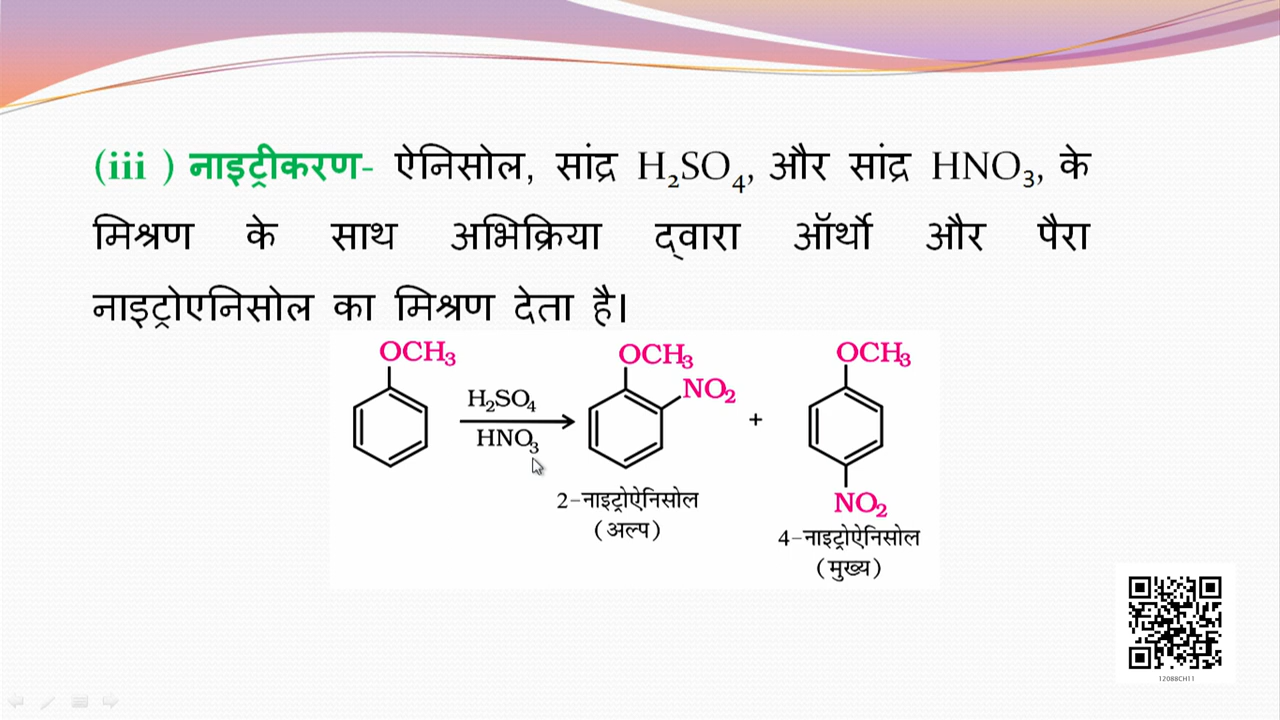 (iii ) नाइट्रीकरण- ऐनिसोल, सांद्र H₂SO₄, और सांद्र HNO₃, के
मिश्रण के साथ अभिक्रिया द्वारा ऑर्थो और पैरा
नाइट्रोएनिसोल का मिश्रण देता है।
OCH₃
H₂SO₄
HNO₃
OCH₃
NO₂
2-नाइट्रोऐनिसोल
(अल्प)
+
OCH₃
NO₂
4-नाइट्रोऐनिसोल
(मुख्य)
12088CH11